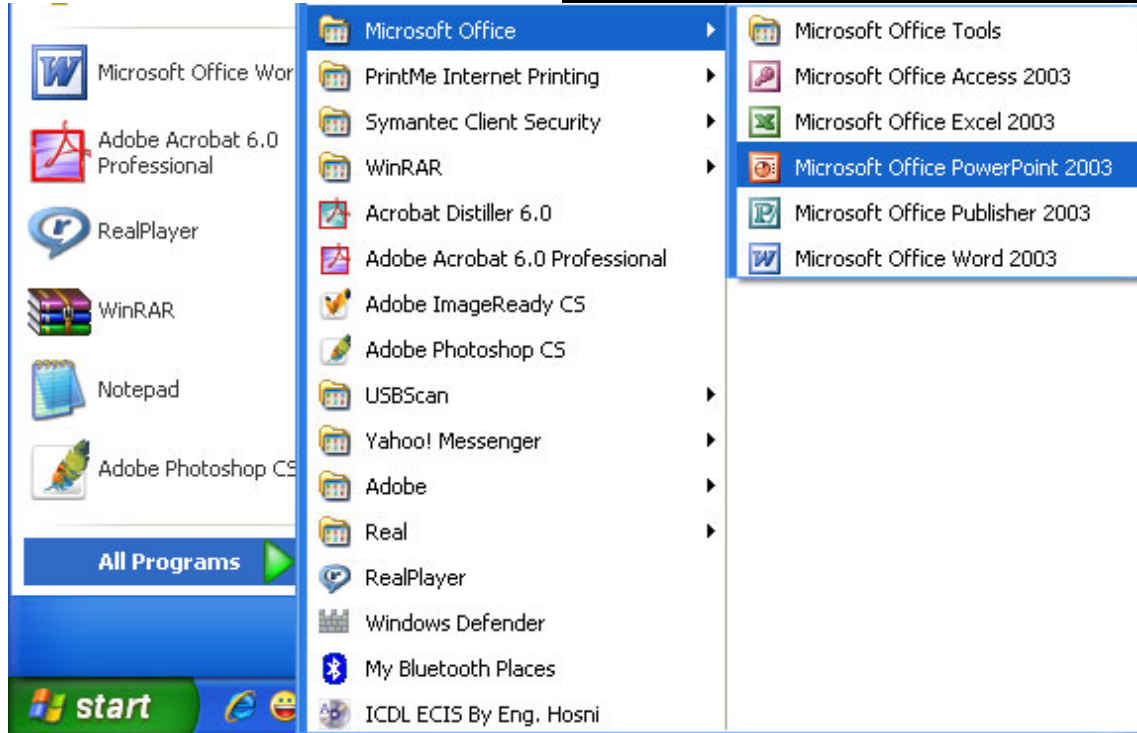 Microsoft Office Wor
Adobe Acrobat 6.0
Professional
RealPlayer
WinRAR
Notepad
Adobe Photoshop CS
All Programs
start
Microsoft Office
PrintMe Internet Printing
Symantec Client Security
WinRAR
Acrobat Distiller 6.0
Adobe Acrobat 6.0 Professional
Adobe ImageReady CS
Adobe Photoshop CS
USBScan
Yahoo! Messenger
Adobe
Real
RealPlayer
Windows Defender
My Bluetooth Places
ICDL ECIS By Eng. Hosni
Microsoft Office Tools
Microsoft Office Access 2003
Microsoft Office Excel 2003
Microsoft Office PowerPoint 2003
Microsoft Office Publisher 2003
Microsoft Office Word 2003